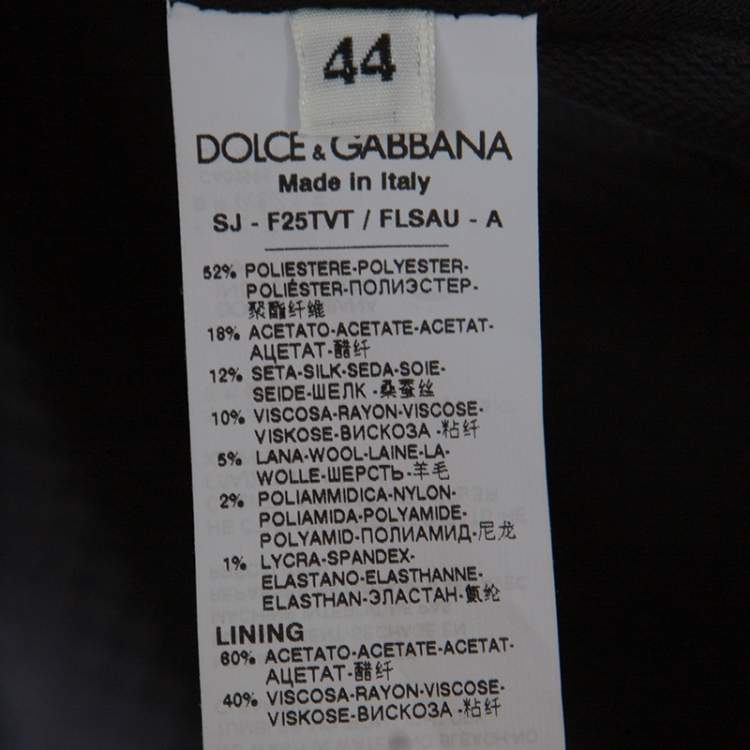 44
DOLCE & GABBANA
Made in Italy
SJ - F25TVT / FLSAU - A
52% POLIESTERE-POLYESTER-
POLIÉSTER-ПОЛИЭСТЕР-
聚酯纤维
18% ACETATO-ACETATE-ACETAT-
АЦЕТАТ-醋纤
12% SETA-SILK-SEDA-SOIE-
SEIDE-ШЕЛК -桑蚕丝
10% VISCOSA-RAYON-VISCOSE-
VISKOSE-ВИСКОЗА -粘纤
5% LANA-WOOL-LAINE-LA-
WOLLE-ШЕРСТЬ-羊毛
2% POLIAMMIDICA-NYLON-
POLIAMIDA-POLYAMIDE-
POLYAMID-ПОЛИАМИД-尼龙
1% LYCRA-SPANDEX-
ELASTANO-ELASTHANNE-
ELASTHAN-ЭЛАСТАН-氨纶
LINING
60% ACETATO-ACETATE-ACETAT-
АЦЕТАТ-醋纤
40% VISCOSA-RAYON-VISCOSE-
VISKOSE-ВИСКОЗА -粘纤